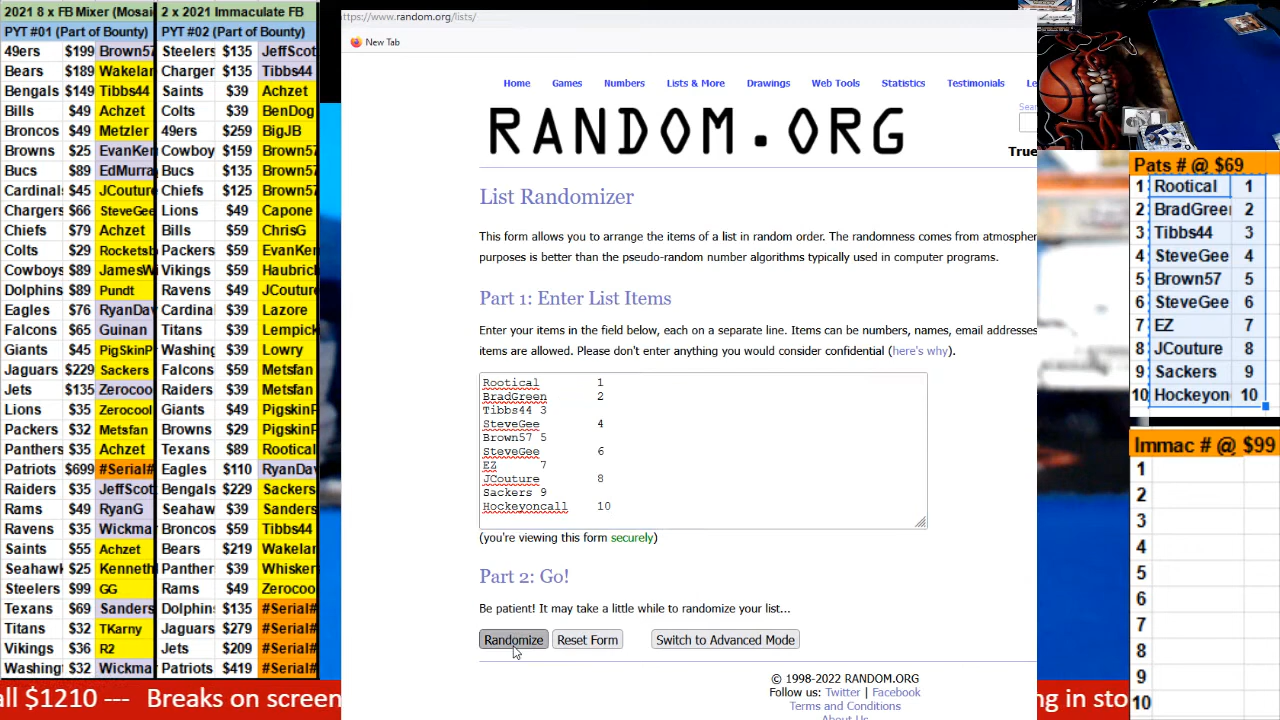 2021 8 x FB Mixer (Mosai
2 x 2021 Immaculate FB
PYT #01 (Part of Bounty)
PYT #02 (Part of Bounty)
49ers $199 Brown57 Steelers $135 JeffScot
Bears $189 Wakelan Charger $135 Tibbs44
Bengals $149 Tibbs44 Saints $39 Achzet
Bills $49 Achzet Colts $39 BenDog
Broncos $49 Metzler 49ers $259 BigJB
Browns $25 EvanKen Cowboy $159 Brown57
Bucs $89 EdMurra Bucs $135 Brown57
Cardinal $45 JCouture Chiefs $125 Brown57
Chargers $66 SteveGee Lions $49 Capone
Chiefs $79 Achzet Bills $59 ChrisG
Colts $29 Rocketsb Packers $59 EvanKen
Cowboys $89 JamesW Vikings $59 Haubrich
Dolphins $89 Pundt Ravens $49 JCouture
Eagles $76 RyanDav Cardinal $39 Lazore
Falcons $65 Guinan Titans $39 Lempick
Giants $45 PigSkinP Washing $39 Lowry
Jaguars $229 Sackers Falcons $59 Metsfan
Jets $135 Zerocool Raiders $39 Metsfan
Lions $35 Zerocool Giants $49 PigskinP
Packers $32 Metsfan Browns $29 PigskinP
Panthers $35 Achzet Texans $89 Rootical
Patriots $699 #Serial# Eagles $110 RyanDav
Raiders $35 JeffScot Bengals $229 Sackers
Rams $49 RyanG Seahaw $39 Sanders
Ravens $35 Wickma Broncos $59 Tibbs44
Saints $55 Achzet Bears $219 Wakelan
Seahawk $25 Kenneth Panther $39 Whisker
Steelers $99 GG Rams $49 Zerocoo
Texans $69 Sanders Dolphin $135 #Serial#
Titans $32 TKarny Jaguars $279 #Serial#
Vikings $36 R2 Jets $209 #Serial#
Washing $32 Wickma Patriots $419 #Serial#
https://www.random.org/lists/
New Tab
Home Games Numbers Lists & More Drawings Web Tools Statistics Testimonials Le
Sear
RANDOM.ORG
True
List Randomizer
This form allows you to arrange the items of a list in random order. The randomness comes from atmospher
purposes is better than the pseudo-random number algorithms typically used in computer programs.
Part 1: Enter List Items
Enter your items in the field below, each on a separate line. Items can be numbers, names, email addresses
items are allowed. Please don't enter anything you would consider confidential (here's why).
Rootical 1
BradGreen 2
Tibbs44 3
SteveGee 4
Brown57 5
SteveGee 6
EZ 7
JCouture 8
Sackers 9
Hockeyoncall 10
(you're viewing this form securely)
Part 2: Go!
Be patient! It may take a little while to randomize your list...
Randomize Reset Form Switch to Advanced Mode
© 1998-2022 RANDOM.ORG
Follow us: Twitter | Facebook
Terms and Conditions
About Us
Pats # @ $69
1 Rootical 1
2 BradGreen 2
3 Tibbs44 3
4 SteveGee 4
5 Brown57 5
6 SteveGee 6
7 EZ 7
8 JCouture 8
9 Sackers 9
10 Hockeyon 10
Immac # @ $99
1
2
3
4
5
6
7
8
9
10
all $1210 --- Breaks on screen
ng in sto